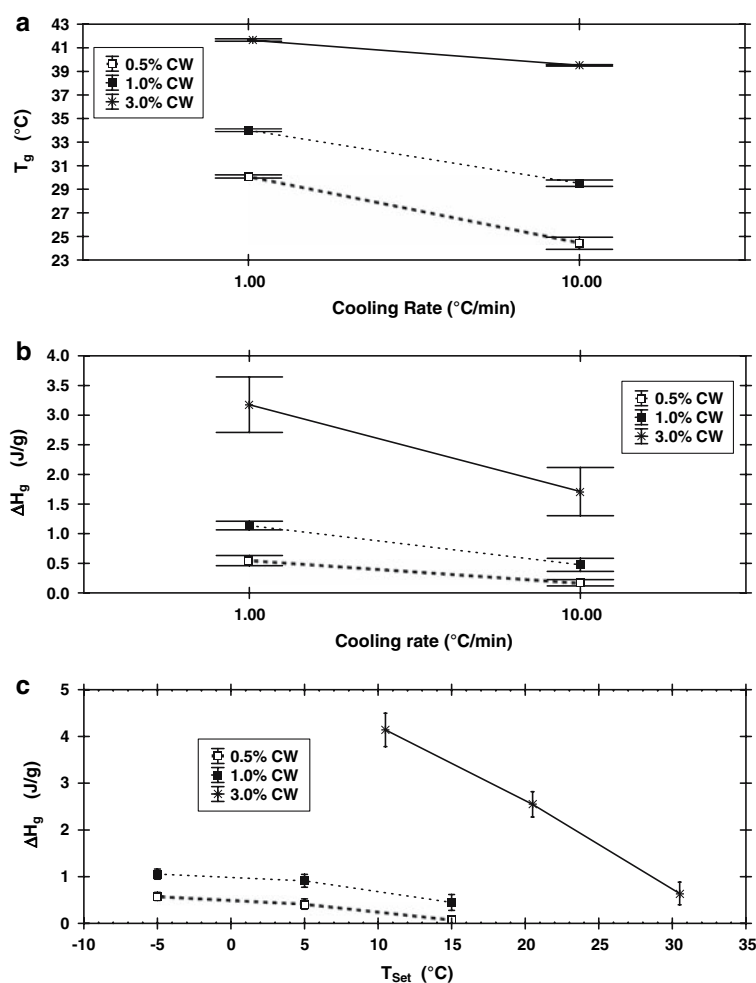 a
43
41
39
37
35
33
31
29
27
25
23
T_g (°C)
0.5% CW
1.0% CW
3.0% CW
1.00 10.00
Cooling Rate (°C/min)
b
4.0
3.5
3.0
2.5
2.0
1.5
1.0
0.5
0.0
ΔH_g (J/g)
0.5% CW
1.0% CW
3.0% CW
1.00 10.00
Cooling rate (°C/min)
c
5
4
3
2
1
0
ΔH_g (J/g)
0.5% CW
1.0% CW
3.0% CW
-10 -5 0 5 10 15 20 25 30 35
T_Set (°C)